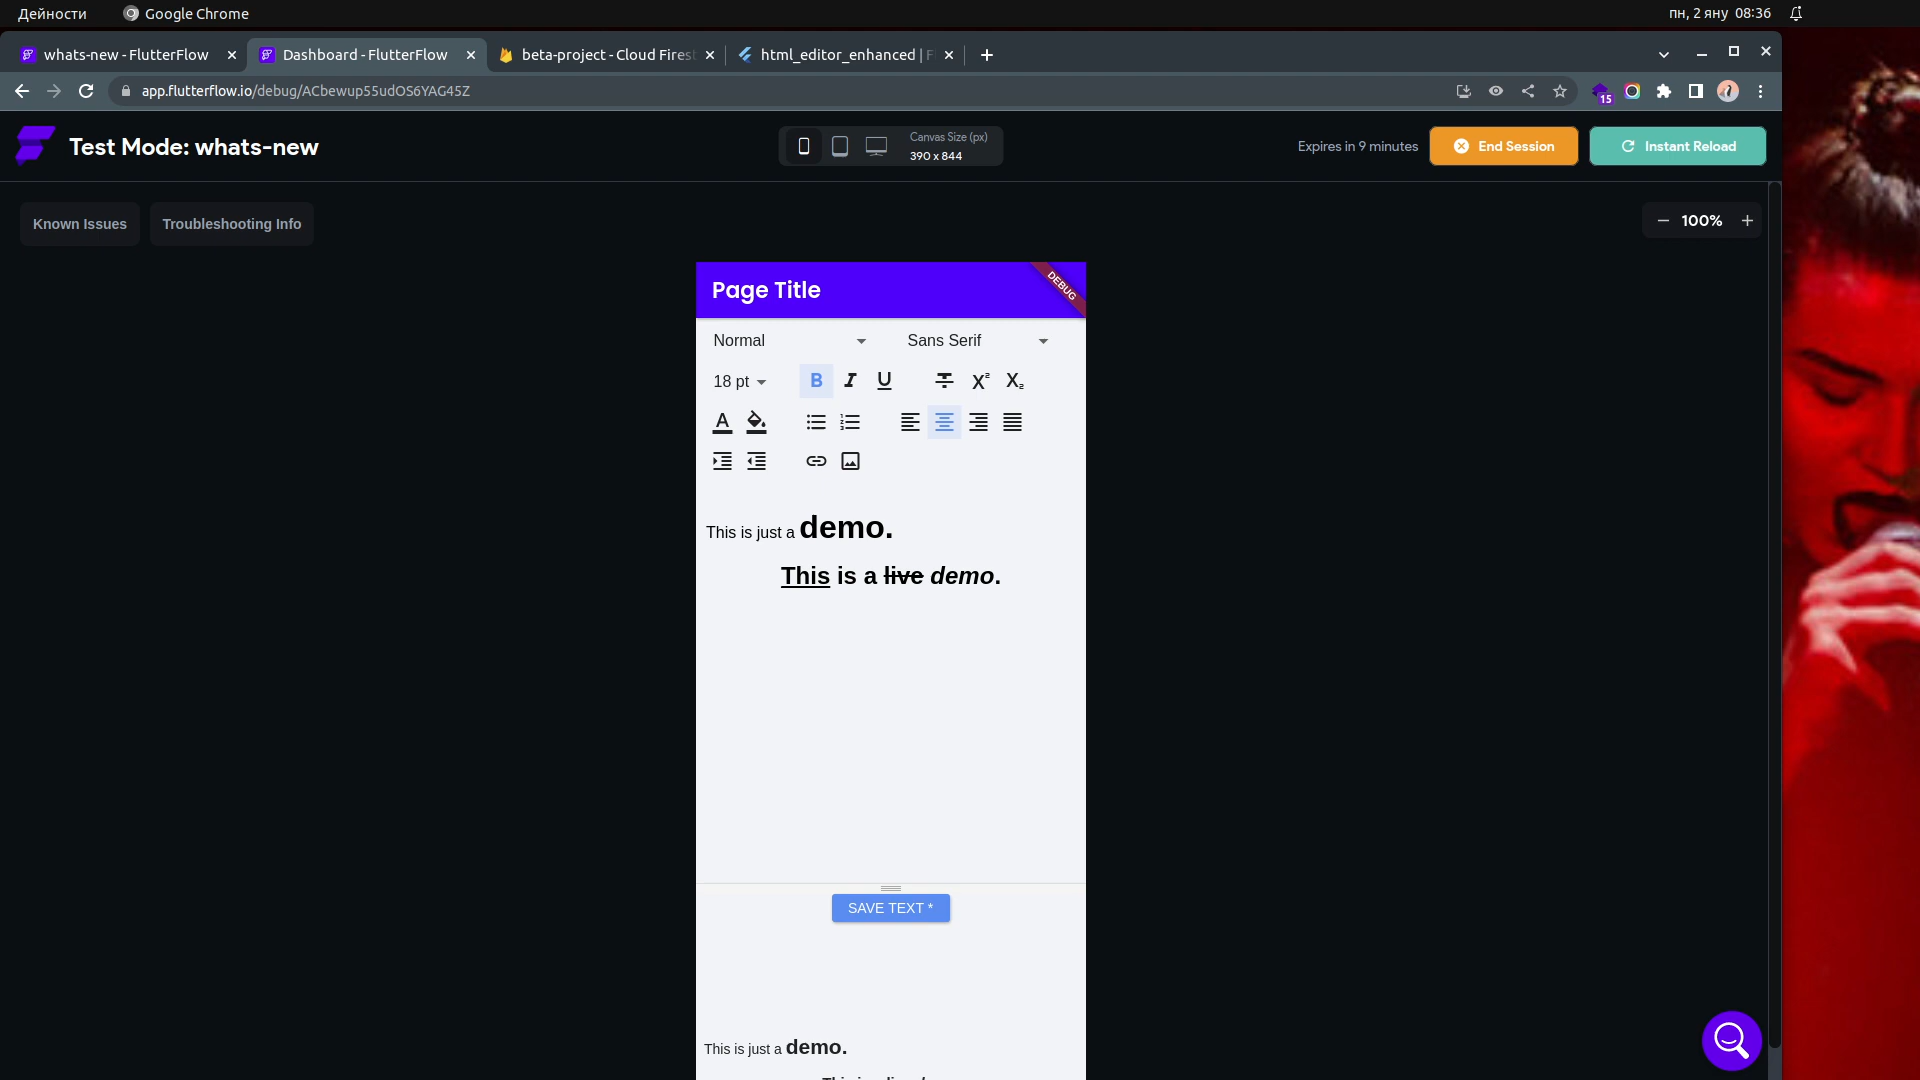 Дейности
Google Chrome
пн, 2 яну 08:36
whats-new - FlutterFlow
Dashboard - FlutterFlow
beta-project - Cloud Firest
html_editor_enhanced | F
app.flutterflow.io/debug/ACbewup55udOS6YAG45Z
15
Test Mode: whats-new
Canvas Size (px)
390 x 844
Expires in 9 minutes
End Session
Instant Reload
Known Issues
Troubleshooting Info
100%
Page Title
DEBUG
Normal
Sans Serif
18 pt
This is just a demo.
This is a live demo.
SAVE TEXT *
This is just a demo.